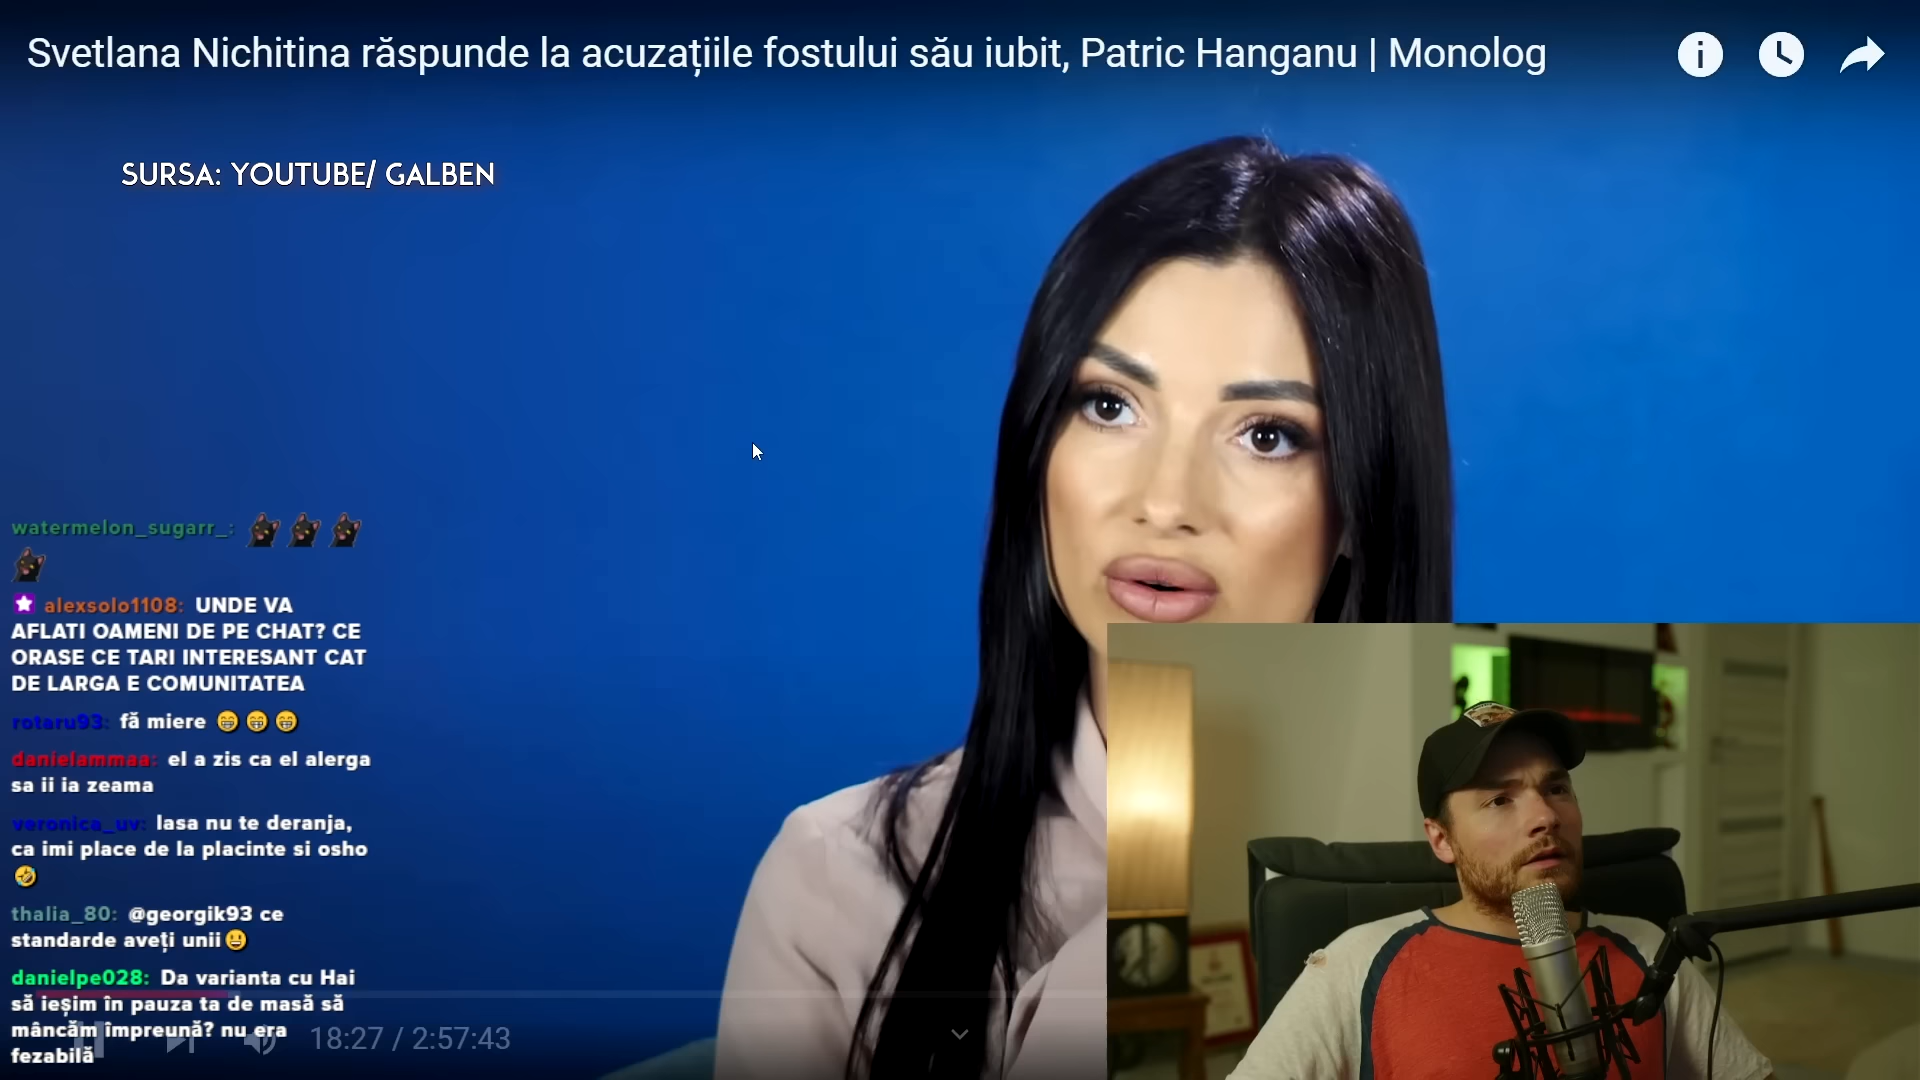 Svetlana Nichitina răspunde la acuzațiile fostului său iubit, Patric Hanganu | Monolog
SURSA: YOUTUBE/ GALBEN
watermelon_sugarr_:
alexsolo1108: UNDE VA
AFLATI OAMENI DE PE CHAT? CE
ORASE CE TARI INTERESANT CAT
DE LARGA E COMUNITATEA
rotaru93: fă miere 😁😁😁
danielammaa: el a zis ca el alerga
sa ii ia zeama
veronica_uv: lasa nu te deranja,
ca imi place de la placinte si osho
🤣
thalia_80: @georgik93 ce
standarde aveți unii😃
danielpe028: Da varianta cu Hai
să ieșim în pauza ta de masă să
mâncăm împreună? nu era
fezabilă
18:27 / 2:57:43